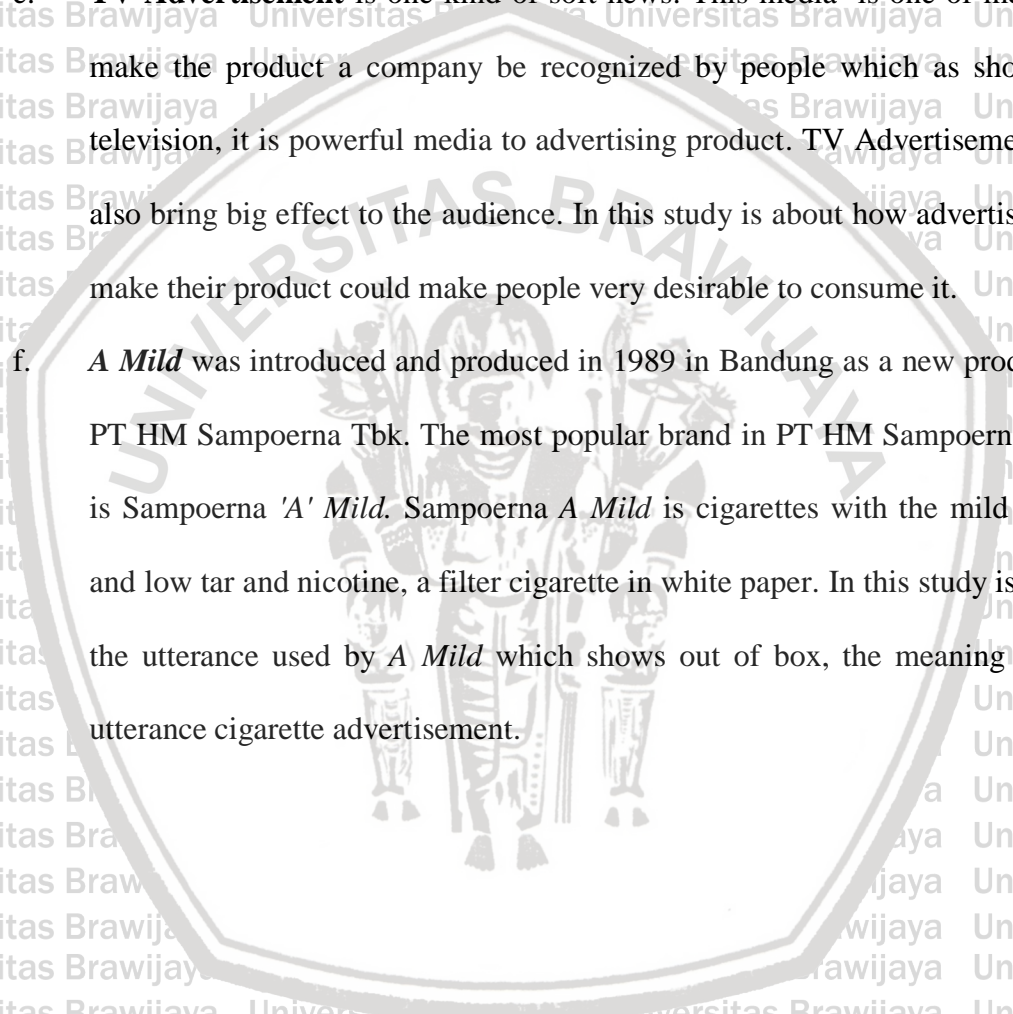 e. TV Advertisement is one kind of soft news. This media is one of
make the product a company be recognized by people which as
television, it is powerful media to advertising product. TV
also bring big effect to the audience. In this study is about how
make their product could make people very desirable to consume it.
f. A Mild was introduced and produced in 1989 in Bandung as a new
PT HM Sampoerna Tbk. The most popular brand in PT HM
is Sampoerna 'A' Mild. Sampoerna A Mild is cigarettes with the mild
and low tar and nicotine, a filter cigarette in white paper. In this study is
the utterance used by A Mild which shows out of box, the meaning
utterance cigarette advertisement.
UNIVERSITAS BRAWIJAYA